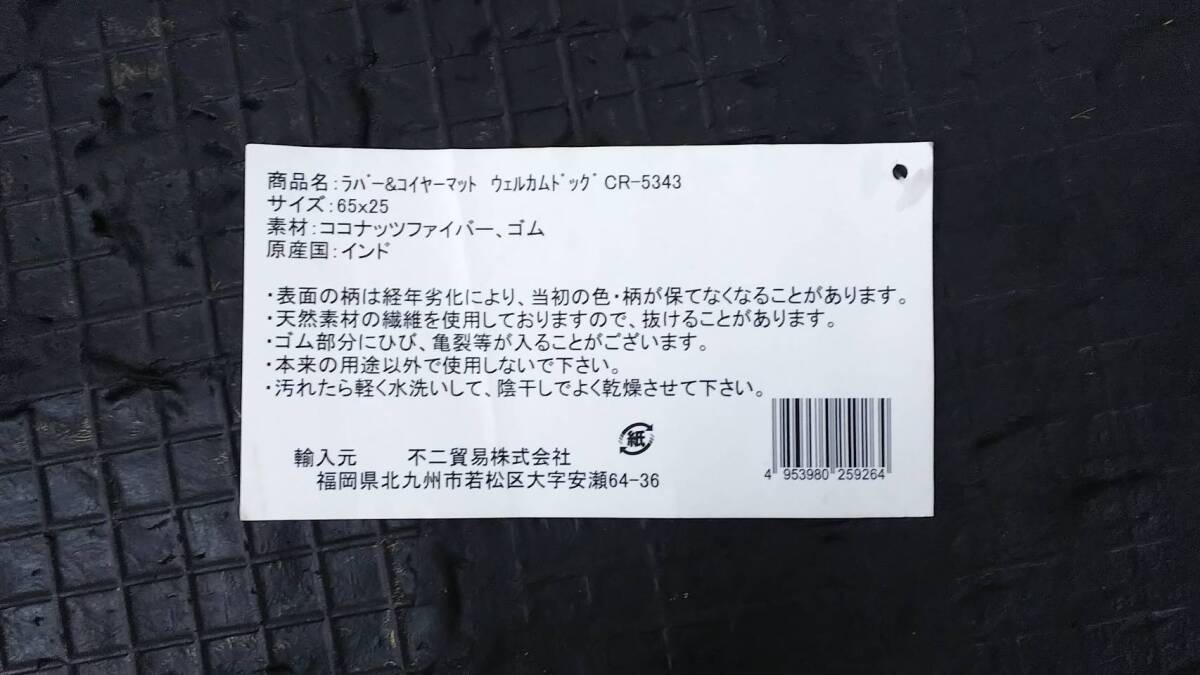 商品名:ﾗﾊﾞｰ&コイヤーマット ウェルカムﾄﾞｯｸﾞCR-5343
サイズ:65x25
素材:ココナッツファイバー、ゴム
原産国:インド
・表面の柄は経年劣化により、当初の色・柄が保てなくなることがあります。
・天然素材の繊維を使用しておりますので、抜けることがあります。
・ゴム部分にひび、亀裂等が入ることがございます。
・本来の用途以外で使用しないで下さい。
・汚れたら軽く水洗いして、陰干しでよく乾燥させて下さい。
紙
輸入元 不二貿易株式会社
福岡県北九州市若松区大字安瀬64-36
4 953980 259264